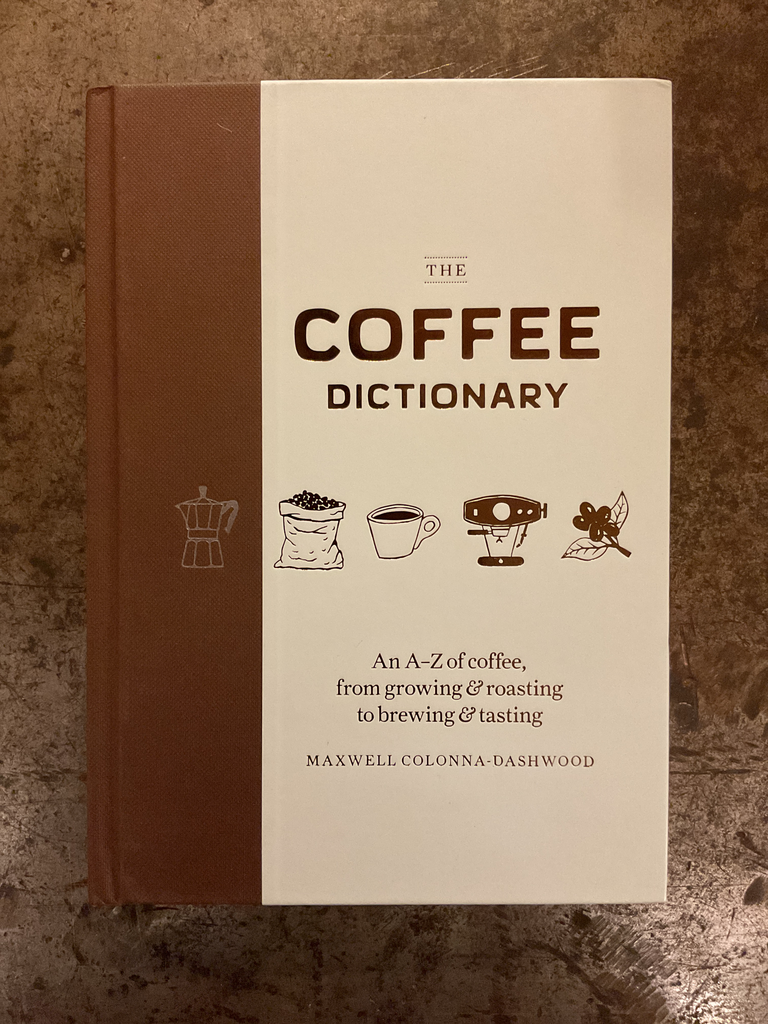 THE
COFFEE
DICTIONARY
An A–Z of coffee,
from growing & roasting
to brewing & tasting
MAXWELL COLONNA-DASHWOOD